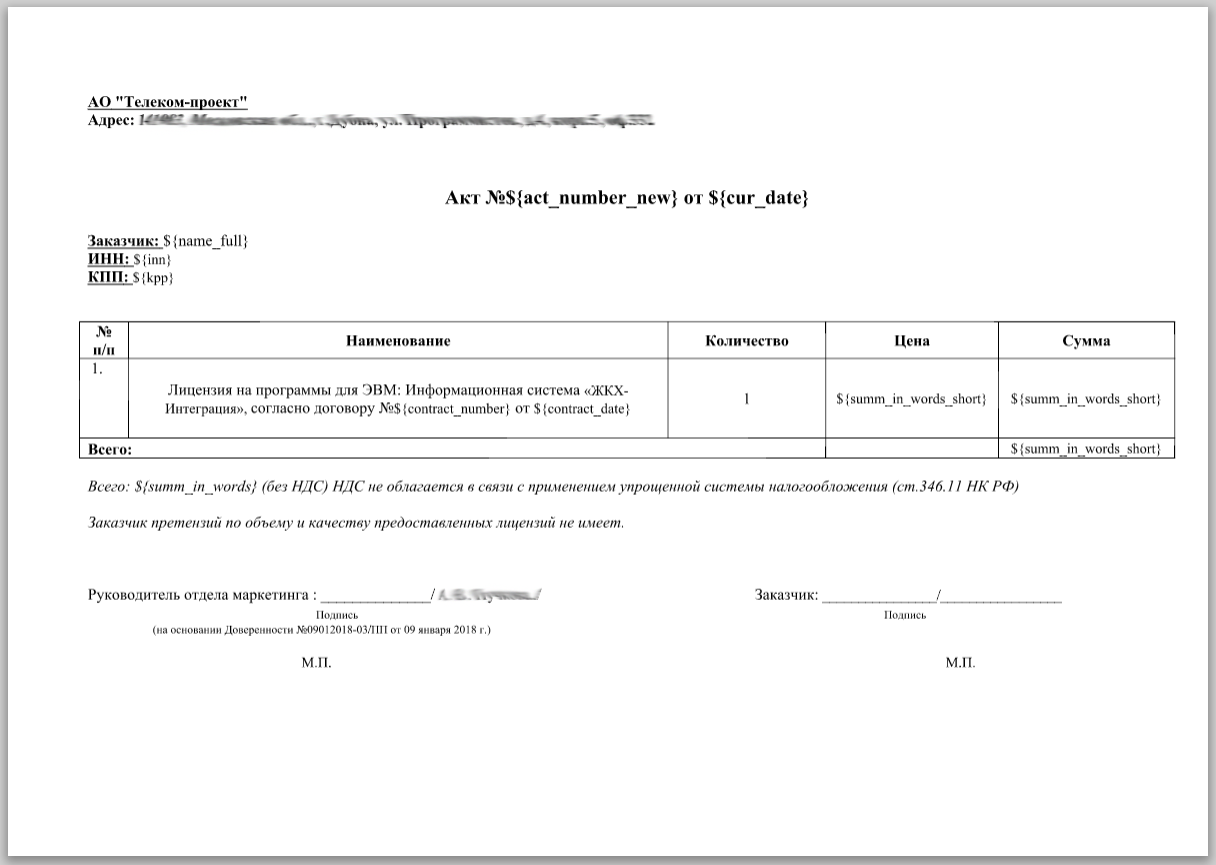 АО "Телеком-проект"
Адрес:
Акт №${act_number_new} от ${cur_date}
Заказчик: ${name_full}
ИНН: ${inn}
КПП: ${kpp}
№ п/п Наименование Количество Цена Сумма
1.
Лицензия на программы для ЭВМ: Информационная система «ЖКХ-
Интеграция», согласно договору №${contract_number} от ${contract_date}
1 ${summ_in_words_short} ${summ_in_words_short}
Всего: ${summ_in_words_short}
Всего: ${summ_in_words} (без НДС) НДС не облагается в связи с применением упрощенной системы налогообложения (ст.346.11 НК РФ)
Заказчик претензий по объему и качеству предоставленных лицензий не имеет.
Руководитель отдела маркетинга : _______________/ / Заказчик: _______________/________________
Подпись Подпись
(на основании Доверенности №09012018-03/ПП от 09 января 2018 г.)
М.П. М.П.